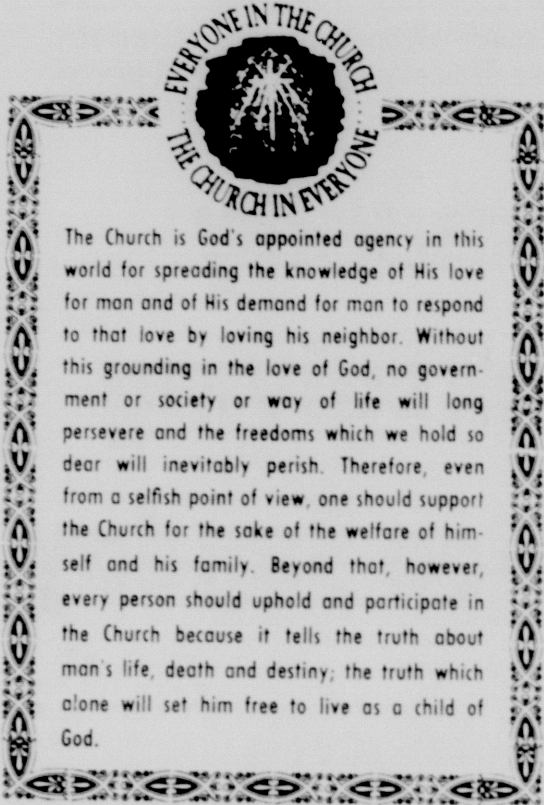 EVERYONE IN THE CHURCH
THE CHURCH IN EVERYONE
The Church is God's appointed agency in this
world for spreading the knowledge of His love
for man and of His demand for man to respond
to that love by loving his neighbor. Without
this grounding in the love of God, no govern-
ment or society or way of life will long
persevere and the freedoms which we hold so
dear will inevitably perish. Therefore, even
from a selfish point of view, one should support
the Church for the sake of the welfare of him-
self and his family. Beyond that, however,
every person should uphold and participate in
the Church because it tells the truth about
man's life, death and destiny; the truth which
alone will set him free to live as a child of
God.